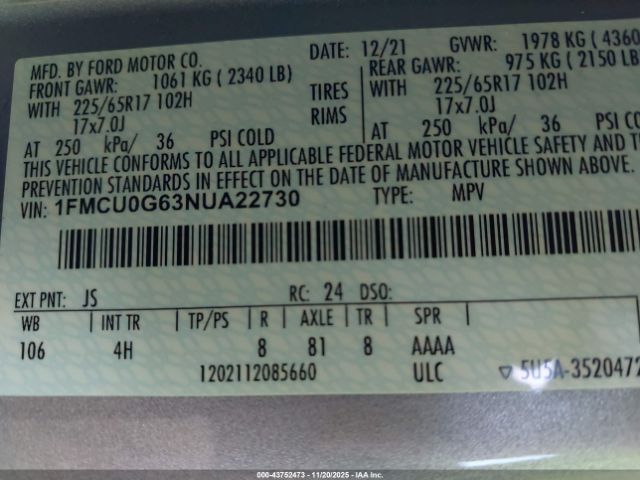 MFD. BY FORD MOTOR CO. DATE: 12/21 GVWR: 1978 KG ( 4360
FRONT GAWR: 1061 KG ( 2340 LB) REAR GAWR: 975 KG ( 2150 LB)
WITH 225/65R17 102H TIRES WITH 225/65R17 102H
17x7.0J RIMS 17x7.0J
AT 250 kPa/ 36 PSI COLD AT 250 kPa/ 36 PSI CO
THIS VEHICLE CONFORMS TO ALL APPLICABLE FEDERAL MOTOR VEHICLE SAFETY AND T
PREVENTION STANDARDS IN EFFECT ON THE DATE OF MANUFACTURE SHOWN ABOVE.
VIN: 1FMCU0G63NUA22730 TYPE: MPV
EXT PNT: JS RC: 24 DSO:
WB INT TR TP/PS R AXLE TR SPR
106 4H 8 81 8 AAAA
1202112085660 ULC ▽ 5U5A-3520472
000-43752473 - 11/20/2025 - IAA Inc.